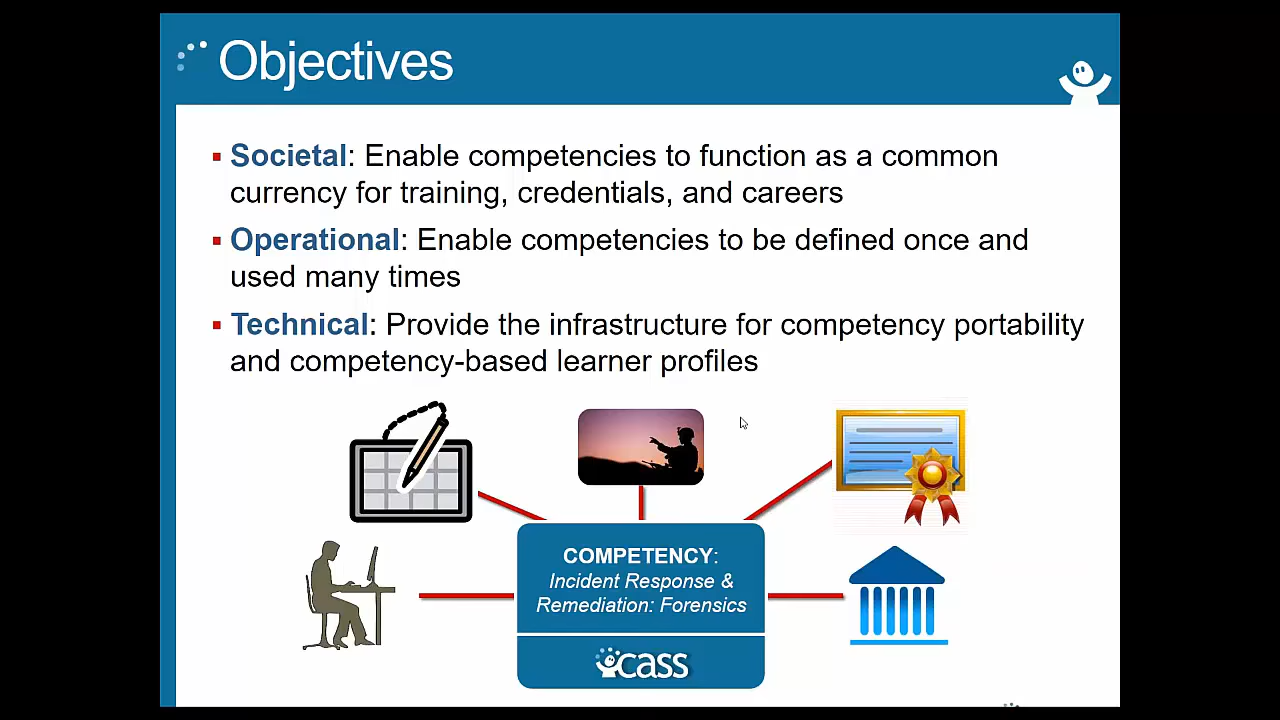 Objectives
Societal: Enable competencies to function as a common
currency for training, credentials, and careers
Operational: Enable competencies to be defined once and
used many times
Technical: Provide the infrastructure for competency portability
and competency-based learner profiles
COMPETENCY:
Incident Response &
Remediation: Forensics
cass